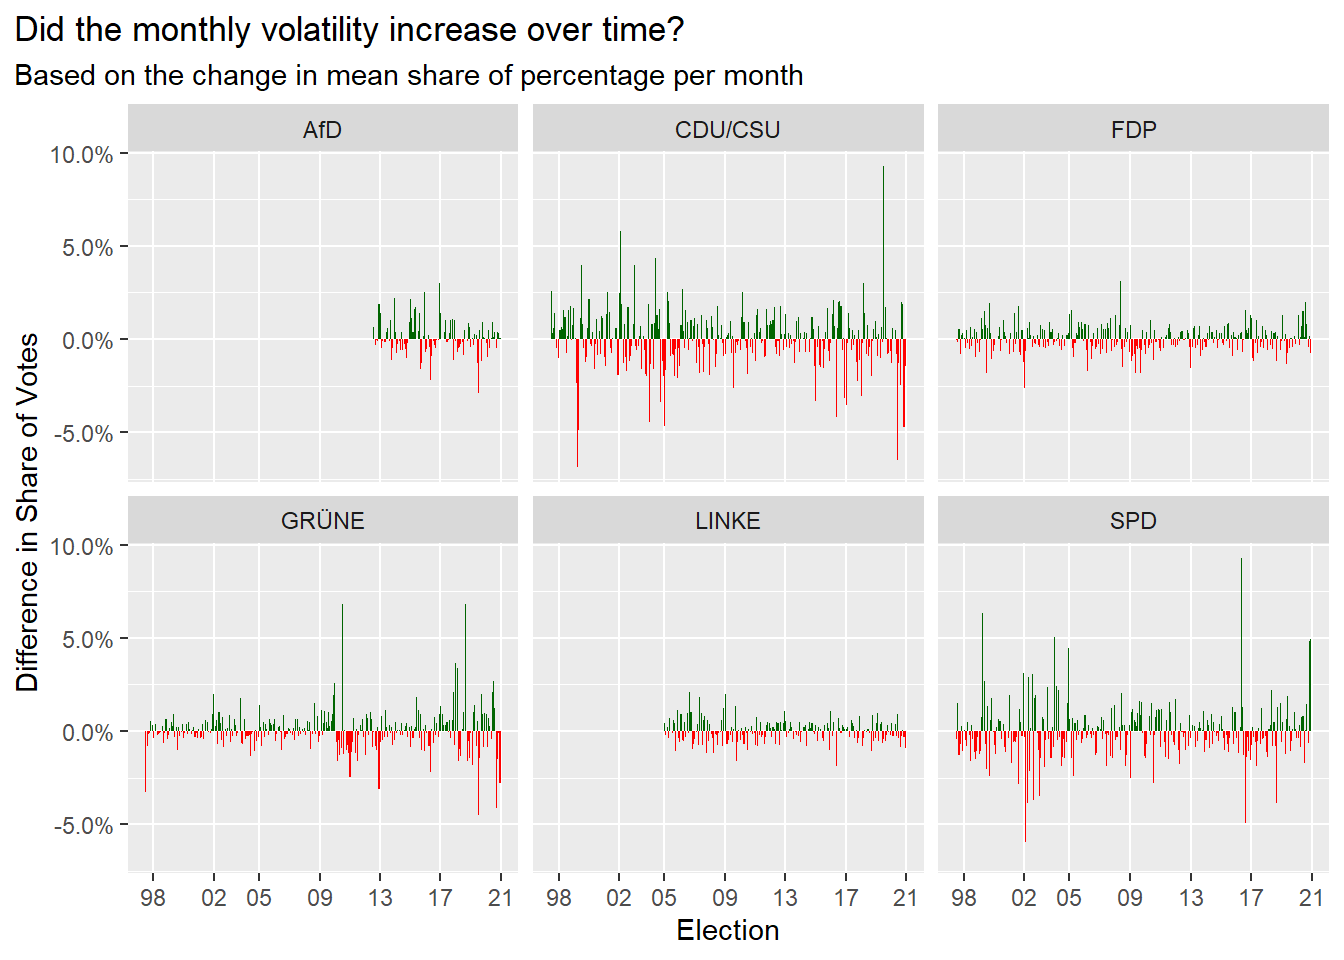 Did the monthly volatility increase over time?
Based on the change in mean share of percentage per month
AfD CDU/CSU FDP
10.0%
5.0%
0.0%
-5.0%
GRÜNE LINKE SPD
10.0%
5.0%
0.0%
-5.0%
98 02 05 09 13 17 21 98 02 05 09 13 17 21 98 02 05 09 13 17 21
Election
Difference in Share of Votes